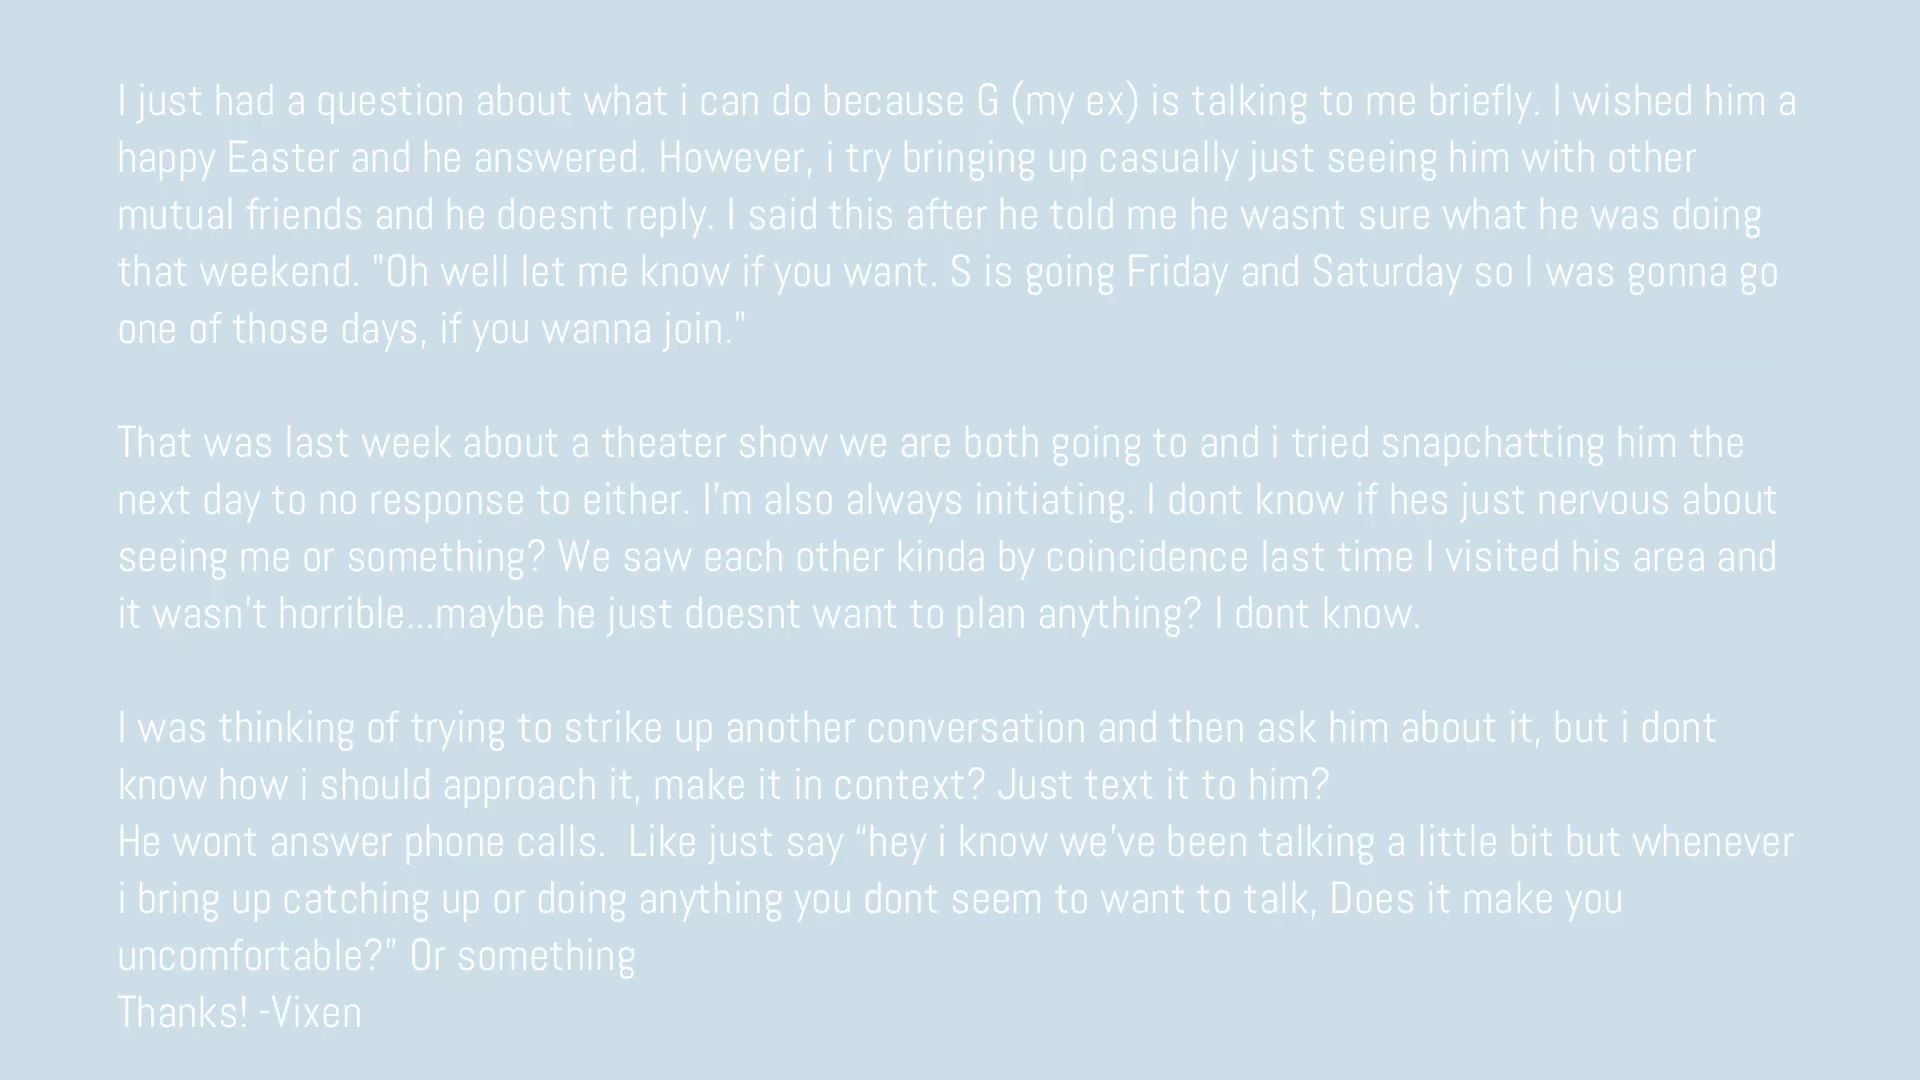 I just had a question about what i can do because G (my ex) is talking to me briefly. I wished him a
happy Easter and he answered. However, i try bringing up casually just seeing him with other
mutual friends and he doesnt reply. I said this after he told me he wasnt sure what he was doing
that weekend. "Oh well let me know if you want. S is going Friday and Saturday so I was gonna go
one of those days, if you wanna join."
That was last week about a theater show we are both going to and i tried snapchatting him the
next day to no response to either. I'm also always initiating. I dont know if hes just nervous about
seeing me or something? We saw each other kinda by coincidence last time I visited his area and
it wasn't horrible...maybe he just doesnt want to plan anything? I dont know.
I was thinking of trying to strike up another conversation and then ask him about it, but i dont
know how i should approach it, make it in context? Just text it to him?
He wont answer phone calls.  Like just say “hey i know we’ve been talking a little bit but whenever
i bring up catching up or doing anything you dont seem to want to talk, Does it make you
uncomfortable?” Or something
Thanks! -Vixen